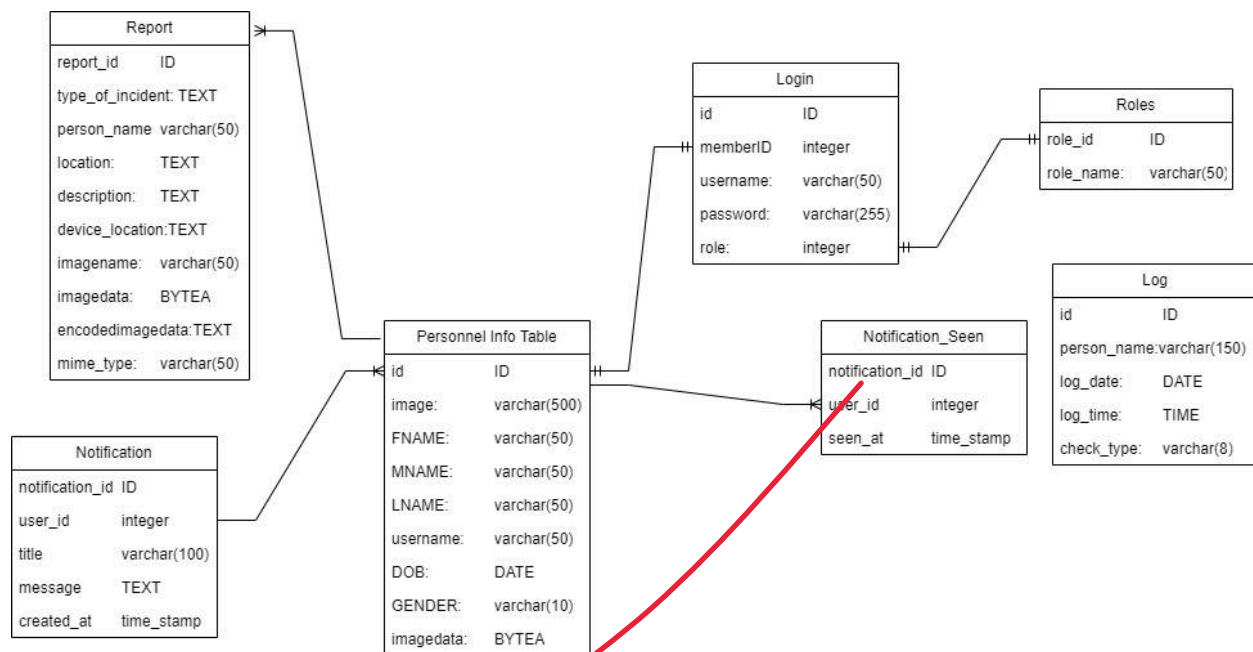 Report
report_id ID
type_of_incident: TEXT
person_name varchar(50)
location: TEXT
description: TEXT
device_location:TEXT
imagename: varchar(50)
imagedata: BYTEA
encodedimagedata:TEXT
mime_type: varchar(50)
Notification
notification_id ID
user_id integer
title varchar(100)
message TEXT
created_at time_stamp
Personnel Info Table
id ID
image: varchar(500)
FNAME: varchar(50)
MNAME: varchar(50)
LNAME: varchar(50)
username: varchar(50)
DOB: DATE
GENDER: varchar(10)
imagedata: BYTEA
Login
id ID
memberID integer
username: varchar(50)
password: varchar(255)
role: integer
Notification_Seen
notification_id ID
user_id integer
seen_at time_stamp
Roles
role_id ID
role_name: varchar(50)
Log
id ID
person_name:varchar(150)
log_date: DATE
log_time: TIME
check_type: varchar(8)